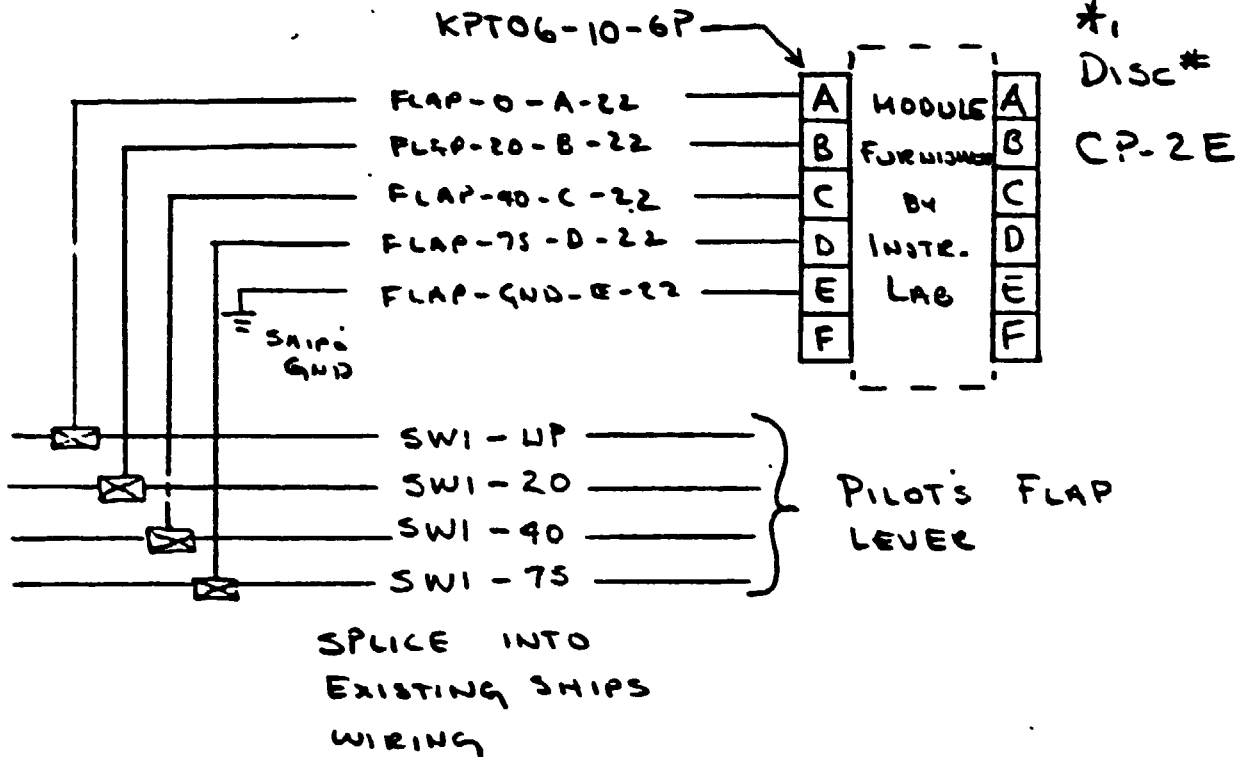 KPT06-10-6P
*1
Disc*
CP-2E
FLAP-0-A-22
FLAP-20-B-22
FLAP-40-C-22
FLAP-75-D-22
FLAP-GND-E-22
SHIPS
GND
A
B
C
D
E
F
MODULE
FURNISHED
BY
INSTR.
LAB
A
B
C
D
E
F
SW1-UP
SW1-20
SW1-40
SW1-75
PILOT'S FLAP
LEVER
SPLICE INTO
EXISTING SHIPS
WIRING